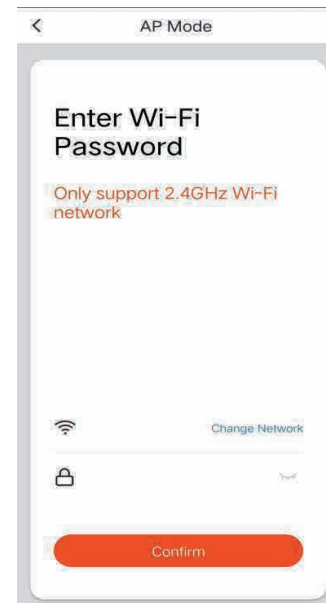 AP Mode
Enter Wi-Fi
Password
Only support 2.4GHz Wi-Fi
network
Change Network
Confirm